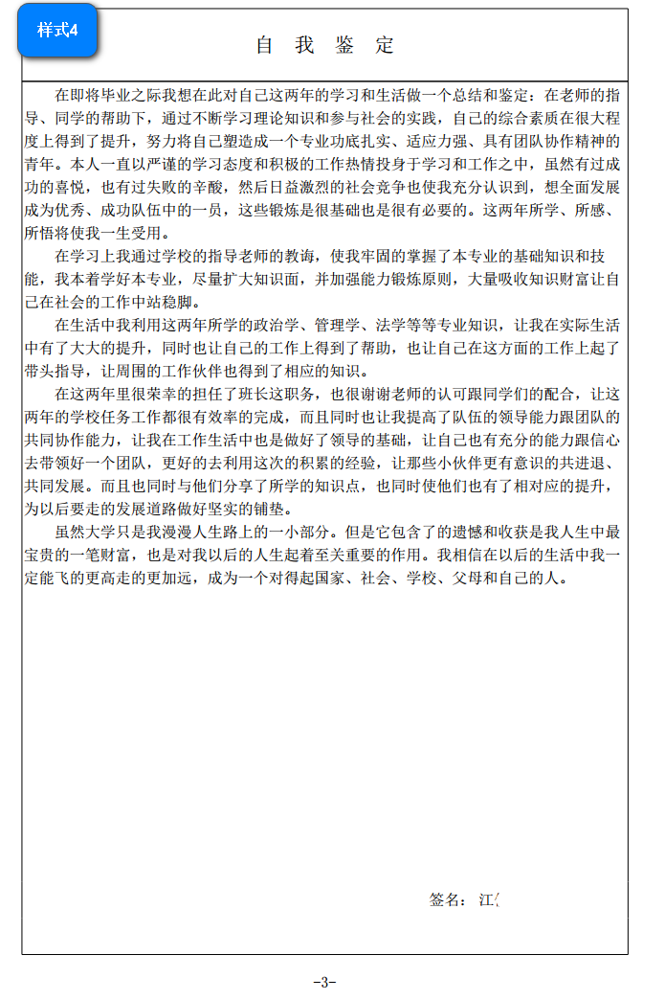 样式4
自 我 鉴 定
在即将毕业之际我想在此对自己这两年的学习和生活做一个总结和鉴定：在老师的指
导、同学的帮助下，通过不断学习理论知识和参与社会的实践，自己的综合素质在很大程
度上得到了提升，努力将自己塑造成一个专业功底扎实、适应力强、具有团队协作精神的
青年。本人一直以严谨的学习态度和积极的工作热情投身于学习和工作之中，虽然有过成
功的喜悦，也有过失败的辛酸，然后日益激烈的社会竞争也使我充分认识到，想全面发展
成为优秀、成功队伍中的一员，这些锻炼是很基础也是很有必要的。这两年所学、所感、
所悟将使我一生受用。
在学习上我通过学校的指导老师的教诲，使我牢固的掌握了本专业的基础知识和技
能，我本着学好本专业，尽量扩大知识面，并加强能力锻炼原则，大量吸收知识财富让自
己在社会的工作中站稳脚。
在生活中我利用这两年所学的政治学、管理学、法学等等专业知识，让我在实际生活
中有了大大的提升，同时也让自己的工作上得到了帮助，也让自己在这方面的工作上起了
带头指导，让周围的工作伙伴也得到了相应的知识。
在这两年里很荣幸的担任了班长这职务，也很谢谢老师的认可跟同学们的配合，让这
两年的学校任务工作都很有效率的完成，而且同时也让我提高了队伍的领导能力跟团队的
共同协作能力，让我在工作生活中也是做好了领导的基础，让自己也有充分的能力跟信心
去带领好一个团队，更好的去利用这次的积累的经验，让那些小伙伴更有意识的共进退、
共同发展。而且也同时与他们分享了所学的知识点，也同时使他们也有了相对应的提升，
为以后要走的发展道路做好坚实的铺垫。
虽然大学只是我漫漫人生路上的一小部分。但是它包含了的遗憾和收获是我人生中最
宝贵的一笔财富，也是对我以后的人生起着至关重要的作用。我相信在以后的生活中我一
定能飞的更高走的更加远，成为一个对得起国家、社会、学校、父母和自己的人。
签名： 江
-3-